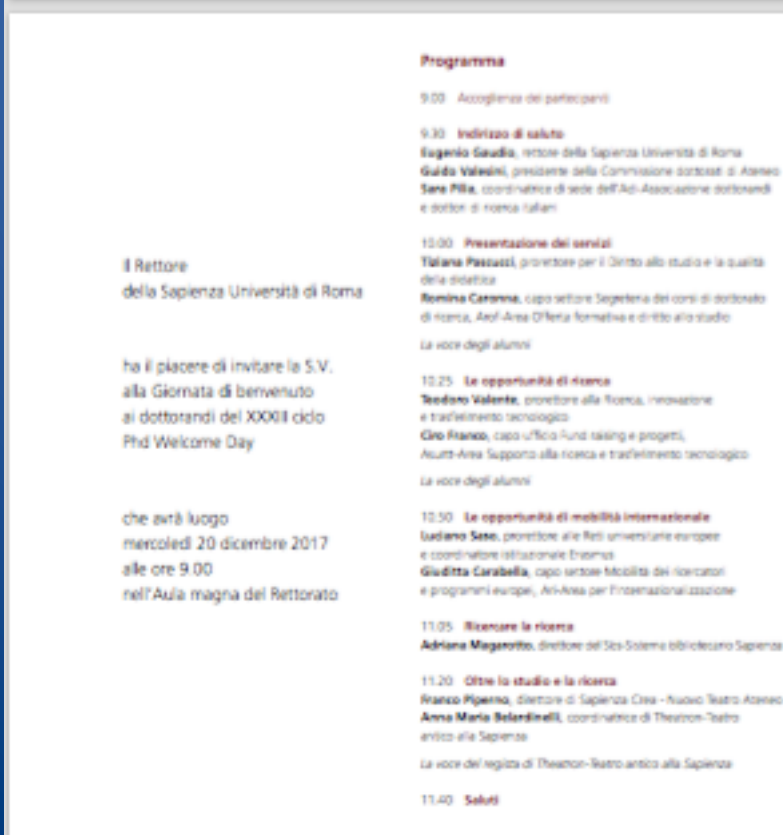 Il Rettore
della Sapienza Università di Roma
ha il piacere di invitare la S.V.
alla Giornata di benvenuto
ai dottorandi del XXXIII ciclo
Phd Welcome Day
che avrà luogo
mercoledì 20 dicembre 2017
alle ore 9.00
nell'Aula magna del Rettorato
Programma
9.00 Accoglienza dei partecipanti
9.30 Indirizzo di saluto
Eugenio Gaudio, rettore della Sapienza Università di Roma
Guido Valesini, presidente della Commissione dottorati di Ateneo
Sara Pilia, coordinatrice di sede dell'Adi-Associazione dottorandi
e dottori di ricerca italiani
10.00 Presentazione dei servizi
Tiziana Pascucci, prorettore per il Diritto allo studio e la qualità
della didattica
Romina Caronna, capo settore Segreteria dei corsi di dottorato
di ricerca, Arof-Area Offerta formativa e diritto allo studio
La voce degli alumni
10.25 Le opportunità di ricerca
Teodoro Valente, prorettore alla Ricerca, innovazione
e trasferimento tecnologico
Ciro Franco, capo ufficio Fund raising e progetti,
Asurtt-Area Supporto alla ricerca e trasferimento tecnologico
La voce degli alumni
10.50 Le opportunità di mobilità internazionale
Luciano Saso, prorettore alle Reti universitarie europee
e coordinatore istituzionale Erasmus
Giuditta Carabella, capo settore Mobilità dei ricercatori
e programmi europei, Ari-Area per l'Internazionalizzazione
11.05 Ricercare la ricerca
Adriana Magarotto, direttore del Sbs-Sistema bibliotecario Sapienza
11.20 Oltre lo studio e la ricerca
Franco Piperno, direttore di Sapienza Crea - Nuovo Teatro Ateneo
Anna Maria Belardinelli, coordinatrice di Theatron-Teatro
antico alla Sapienza
La voce del regista di Theatron-Teatro antico alla Sapienza
11.40 Saluti